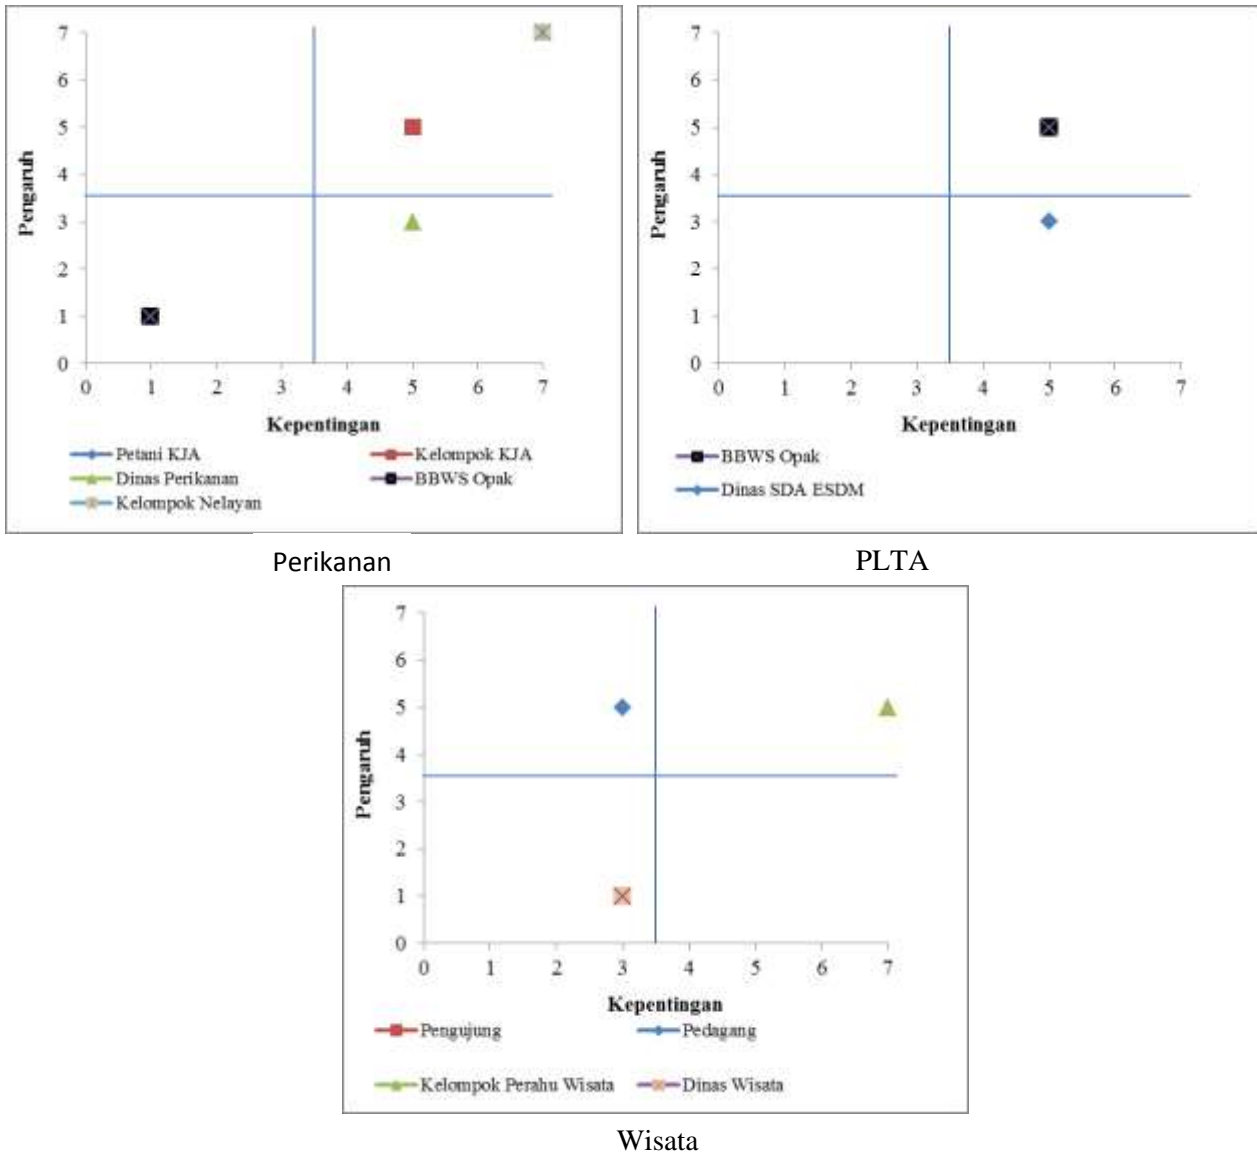 7
6
5
4
3
2
1
0
Pengaruh
0 1 2 3 4 5 6 7
Kepentingan
Petani KJA Kelompok KJA
Dinas Perikanan BBWS Opak
Kelompok Nelayan
Perikanan
7
6
5
4
3
2
1
0
Pengaruh
0 1 2 3 4 5 6 7
Kepentingan
BBWS Opak
Dinas SDA ESDM
PLTA
7
6
5
4
3
2
1
0
Pengaruh
0 1 2 3 4 5 6 7
Kepentingan
Pengujung Pedagang
Kelompok Perahu Wisata Dinas Wisata
Wisata